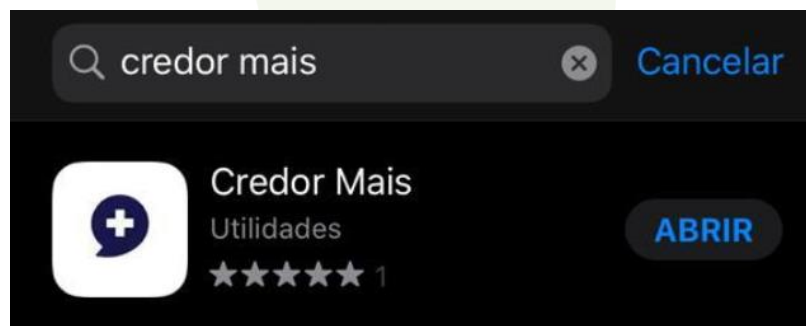 credor mais
Cancelar
Credor Mais
Utilidades
ABRIR
1